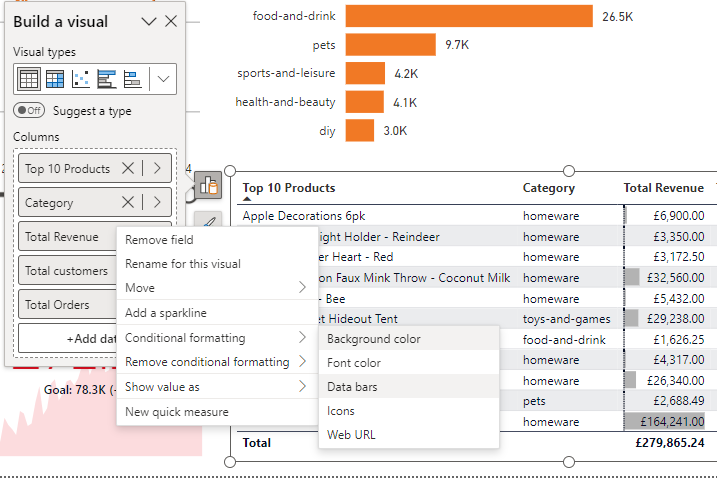 Build a visual
Visual types
Off Suggest a type
Columns
Top 10 Products
Category
Total Revenue
Total customers
Total Orders
+Add dat
Goal: 78.3K (
4
food-and-drink 26.5K
pets 9.7K
sports-and-leisure 4.2K
health-and-beauty 4.1K
diy 3.0K
Remove field
Rename for this visual
Move
Add a sparkline
Conditional formatting
Remove conditional formatting
Show value as
New quick measure
Background color
Font color
Data bars
Icons
Web URL
Top 10 Products Category Total Revenue
Apple Decorations 6pk homeware £6,900.00
ight Holder - Reindeer homeware £3,350.00
er Heart - Red homeware £3,172.50
on Faux Mink Throw - Coconut Milk homeware £32,560.00
- Bee homeware £5,432.00
et Hideout Tent toys-and-games £29,238.00
food-and-drink £1,626.25
homeware £4,317.00
homeware £26,340.00
pets £2,688.49
homeware £164,241.00
Total £279,865.24